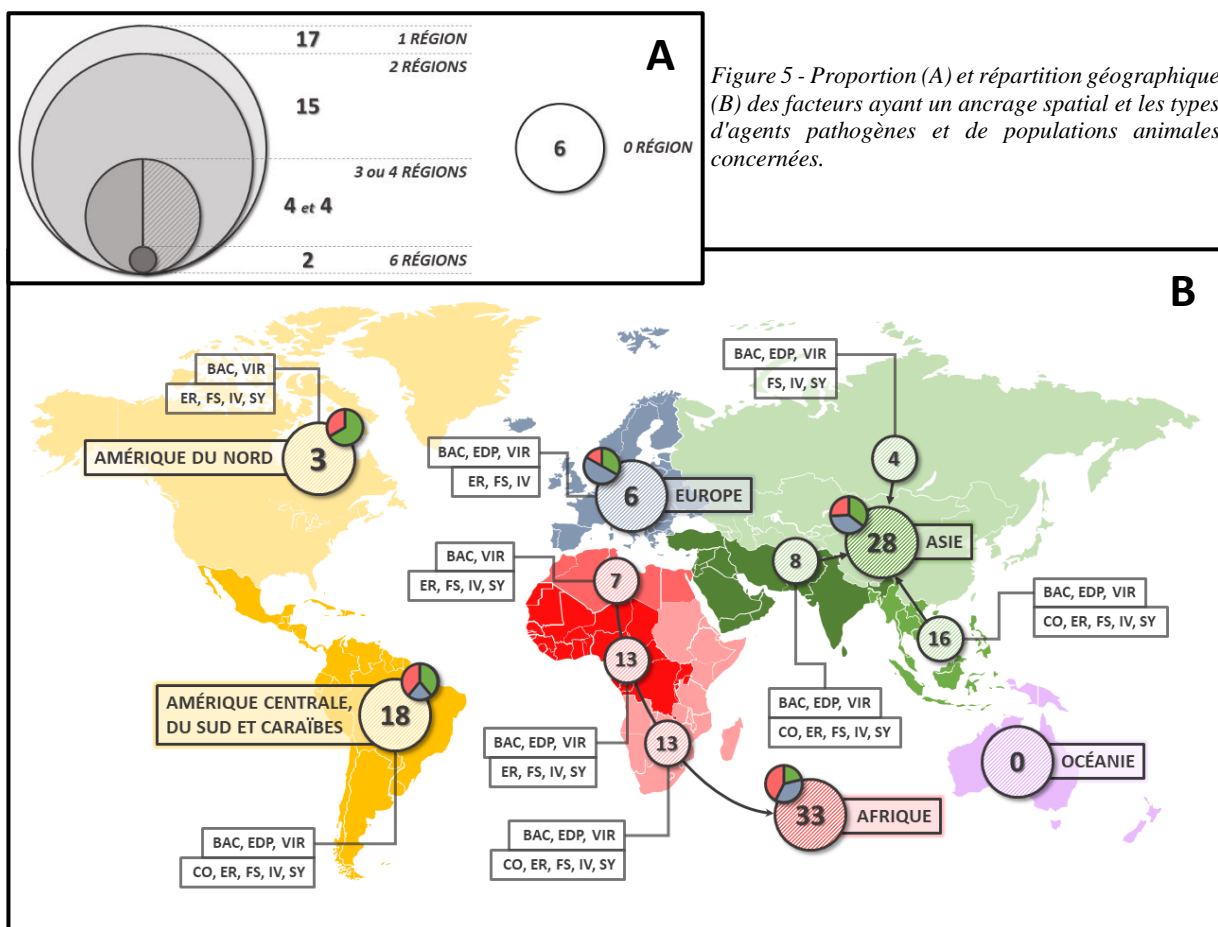 17
1 RÉGION
2 RÉGIONS
15
3 ou 4 RÉGIONS
4 et 4
2
6 RÉGIONS
A
6
0 RÉGION
Figure 5 - Proportion (A) et répartition géographique
(B) des facteurs ayant un ancrage spatial et les types
d'agents pathogènes et de populations animales
concernées.
B
BAC, VIR
ER, FS, IV, SY
AMÉRIQUE DU NORD
3
BAC, EDP, VIR
ER, FS, IV
6
EUROPE
BAC, EDP, VIR
FS, IV, SY
4
28
ASIE
8
BAC, EDP, VIR
CO, ER, FS, IV, SY
16
BAC, EDP, VIR
CO, ER, FS, IV, SY
BAC, VIR
ER, FS, IV, SY
7
13
BAC, EDP, VIR
ER, FS, IV, SY
13
BAC, EDP, VIR
CO, ER, FS, IV, SY
33
AFRIQUE
AMÉRIQUE CENTRALE,
DU SUD ET CARAÏBES
18
BAC, EDP, VIR
CO, ER, FS, IV, SY
0
OCÉANIE